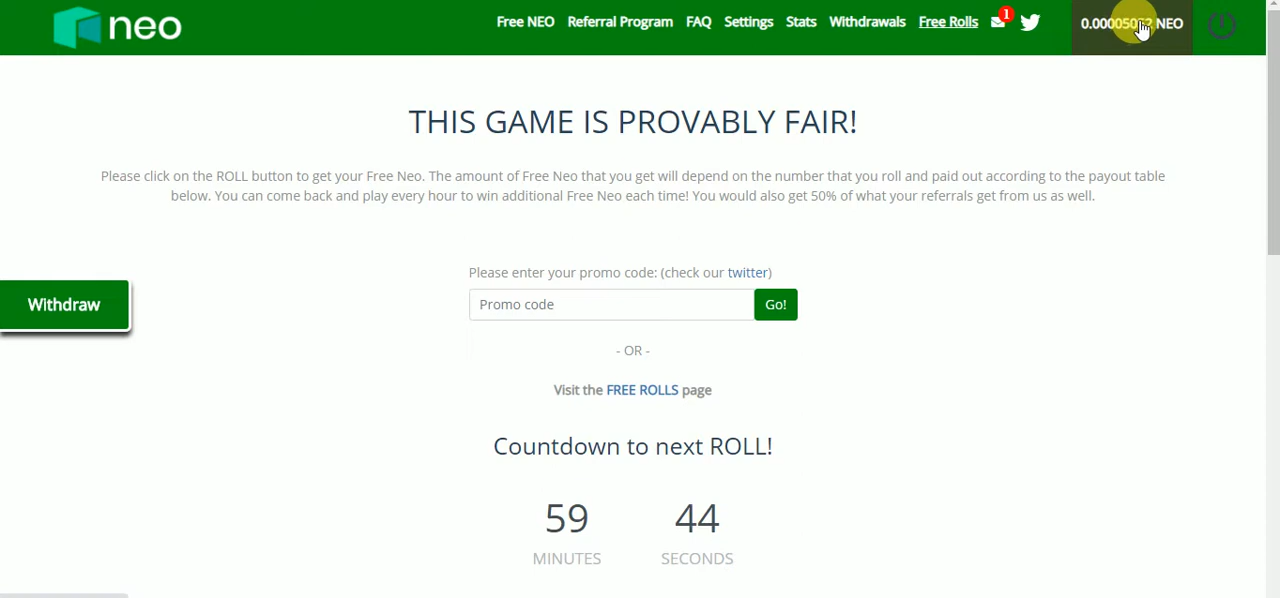 neo
Free NEO Referral Program FAQ Settings Stats Withdrawals Free Rolls 1
NEO
THIS GAME IS PROVABLY FAIR!
Please click on the ROLL button to get your Free Neo. The amount of Free Neo that you get will depend on the number that you roll and paid out according to the payout table
below. You can come back and play every hour to win additional Free Neo each time! You would also get 50% of what your referrals get from us as well.
Please enter your promo code: (check our twitter)
Promo code Go!
Withdraw
- OR -
Visit the FREE ROLLS page
Countdown to next ROLL!
59 44
MINUTES SECONDS